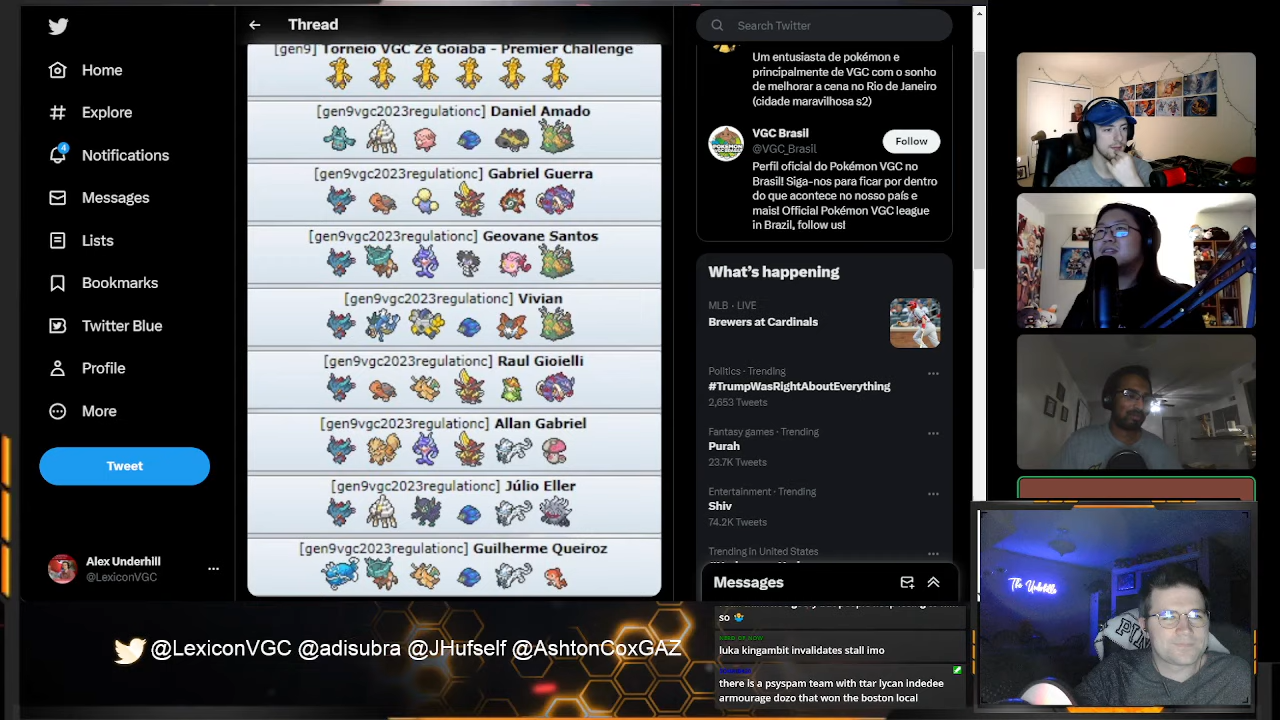 Home
Explore
4
Notifications
Messages
Lists
Bookmarks
Twitter Blue
Profile
More
Tweet
Alex Underhill
@LexiconVGC
Thread
[gen9] Torneio VGC Zé Goiaba - Premier Challenge
[gen9vgc2023regulationc] Daniel Amado
[gen9vgc2023regulationc] Gabriel Guerra
[gen9vgc2023regulationc] Geovane Santos
[gen9vgc2023regulationc] Vivian
[gen9vgc2023regulationc] Raul Gioielli
[gen9vgc2023regulationc] Allan Gabriel
[gen9vgc2023regulationc] Júlio Eller
[gen9vgc2023regulationc] Guilherme Queiroz
Search Twitter
Um entusiasta de pokémon e
principalmente de VGC com o sonho
de melhorar a cena no Rio de Janeiro
(cidade maravilhosa s2)
VGC Brasil
@VGC_Brasil
Follow
Perfil oficial do Pokémon VGC no
Brasil! Siga-nos para ficar por dentro
do que acontece no nosso país e
mais! Official Pokémon VGC league
in Brazil, follow us!
What's happening
MLB · LIVE
Brewers at Cardinals
Politics · Trending
#TrumpWasRightAboutEverything
2,653 Tweets
Fantasy games · Trending
Purah
23.7K Tweets
Entertainment · Trending
Shiv
74.2K Tweets
Trending in United States
Messages
@LexiconVGC @adisubra @JHufself @AshtonCoxGAZ
so
luka kingambit invalidates stall imo
there is a psyspam team with ttar lycan indedee
armourage dozo that won the boston local
The Underhills